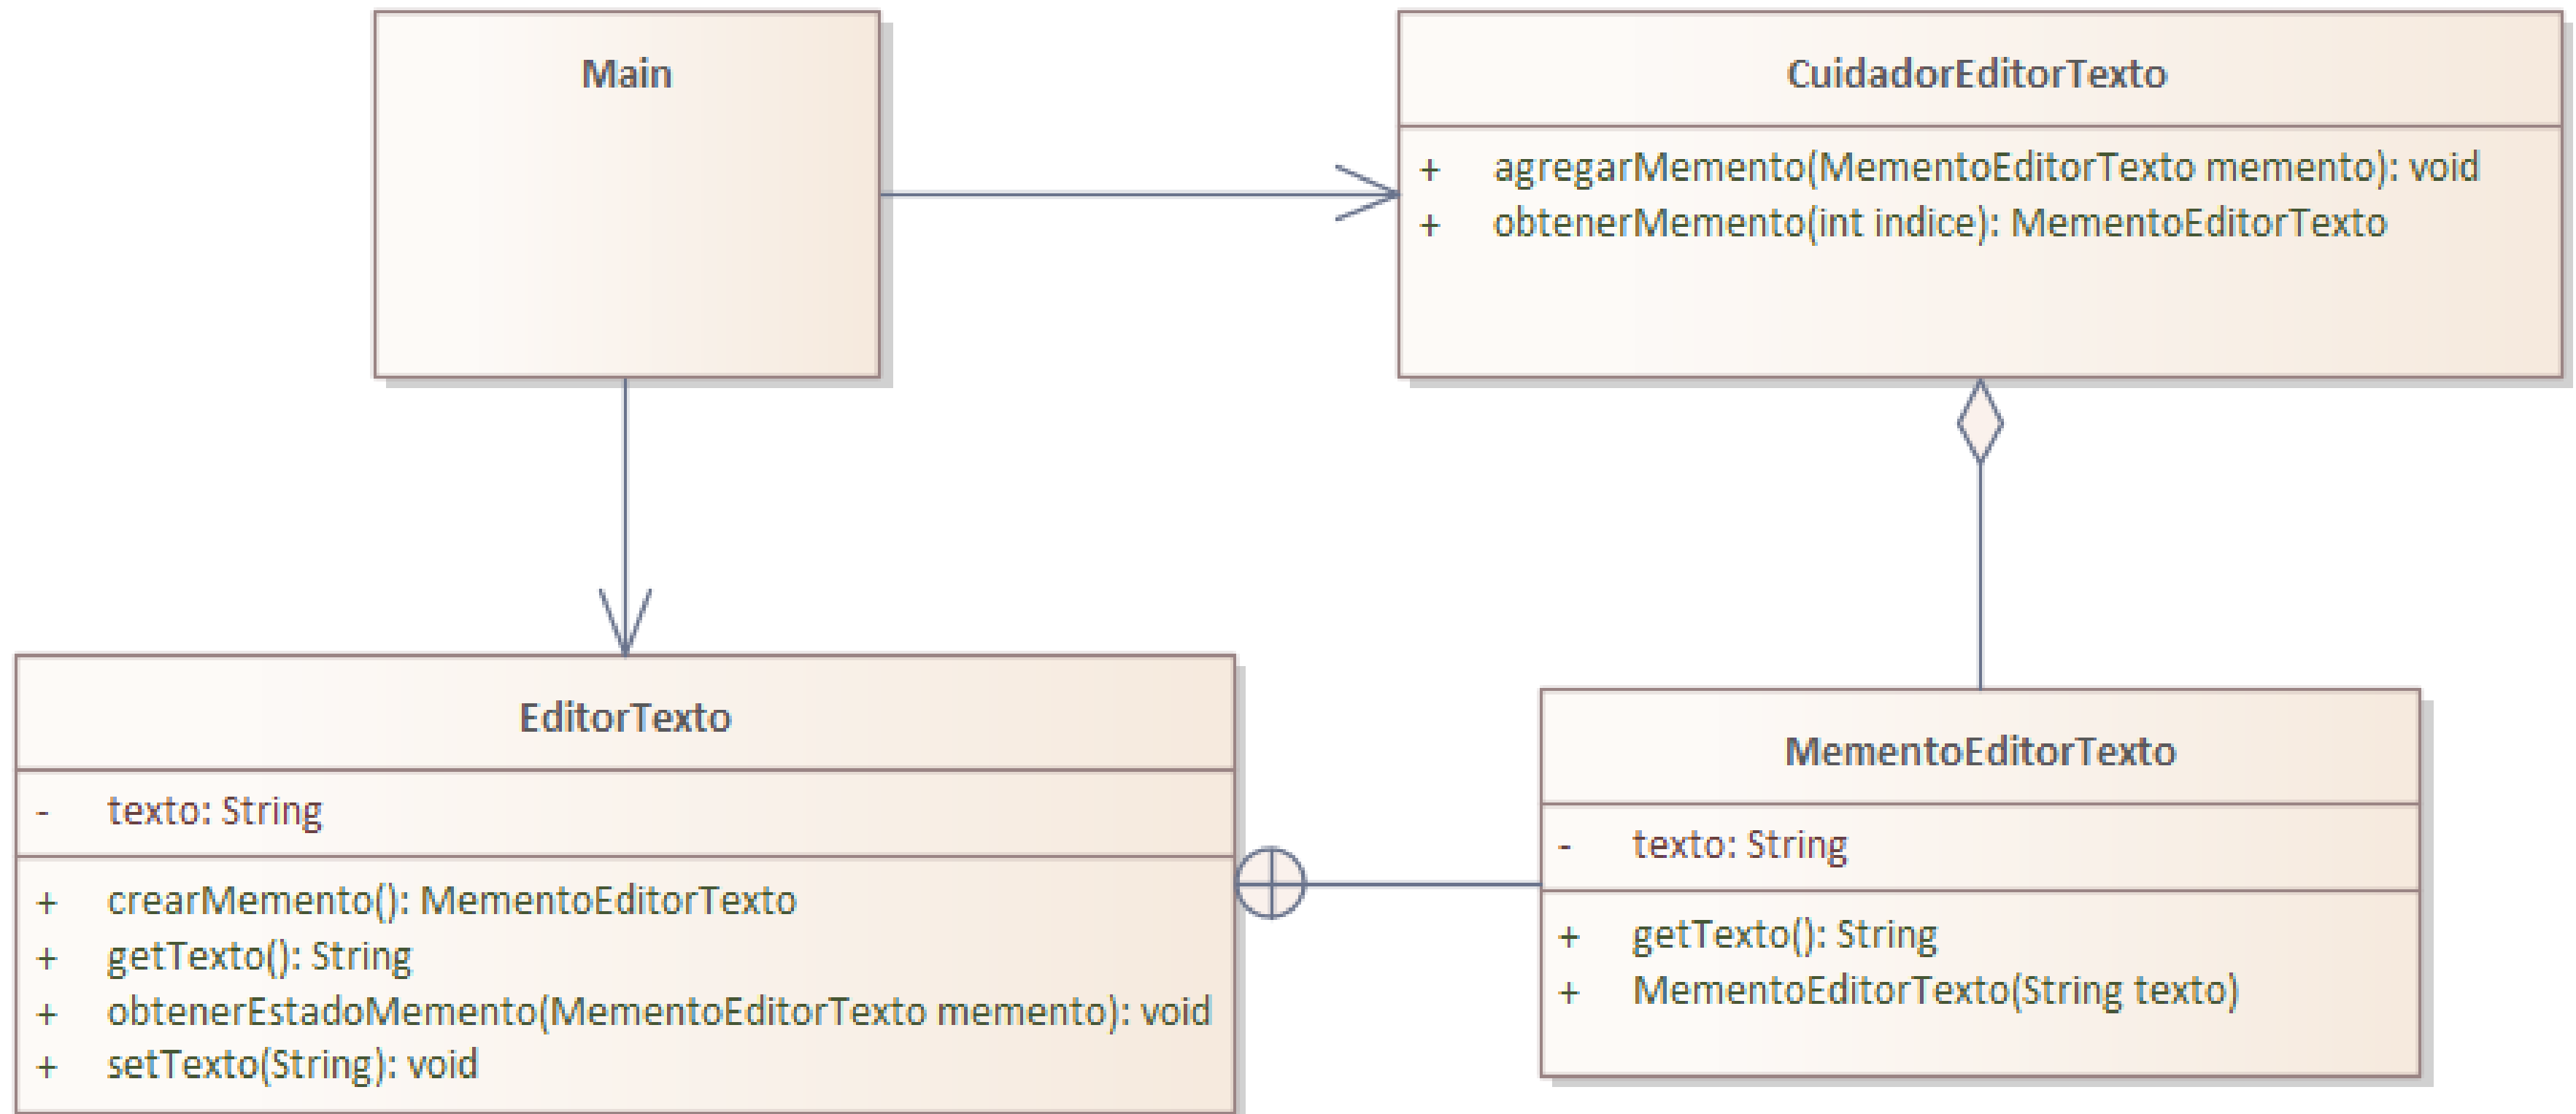 Main
CuidadorEditorTexto
+ agregarMemento(MementoEditorTexto memento): void
+ obtenerMemento(int indice): MementoEditorTexto
EditorTexto
- texto: String
+ crearMemento(): MementoEditorTexto
+ getTexto(): String
+ obtenerEstadoMemento(MementoEditorTexto memento): void
+ setTexto(String): void
MementoEditorTexto
- texto: String
+ getTexto(): String
+ MementoEditorTexto(String texto)